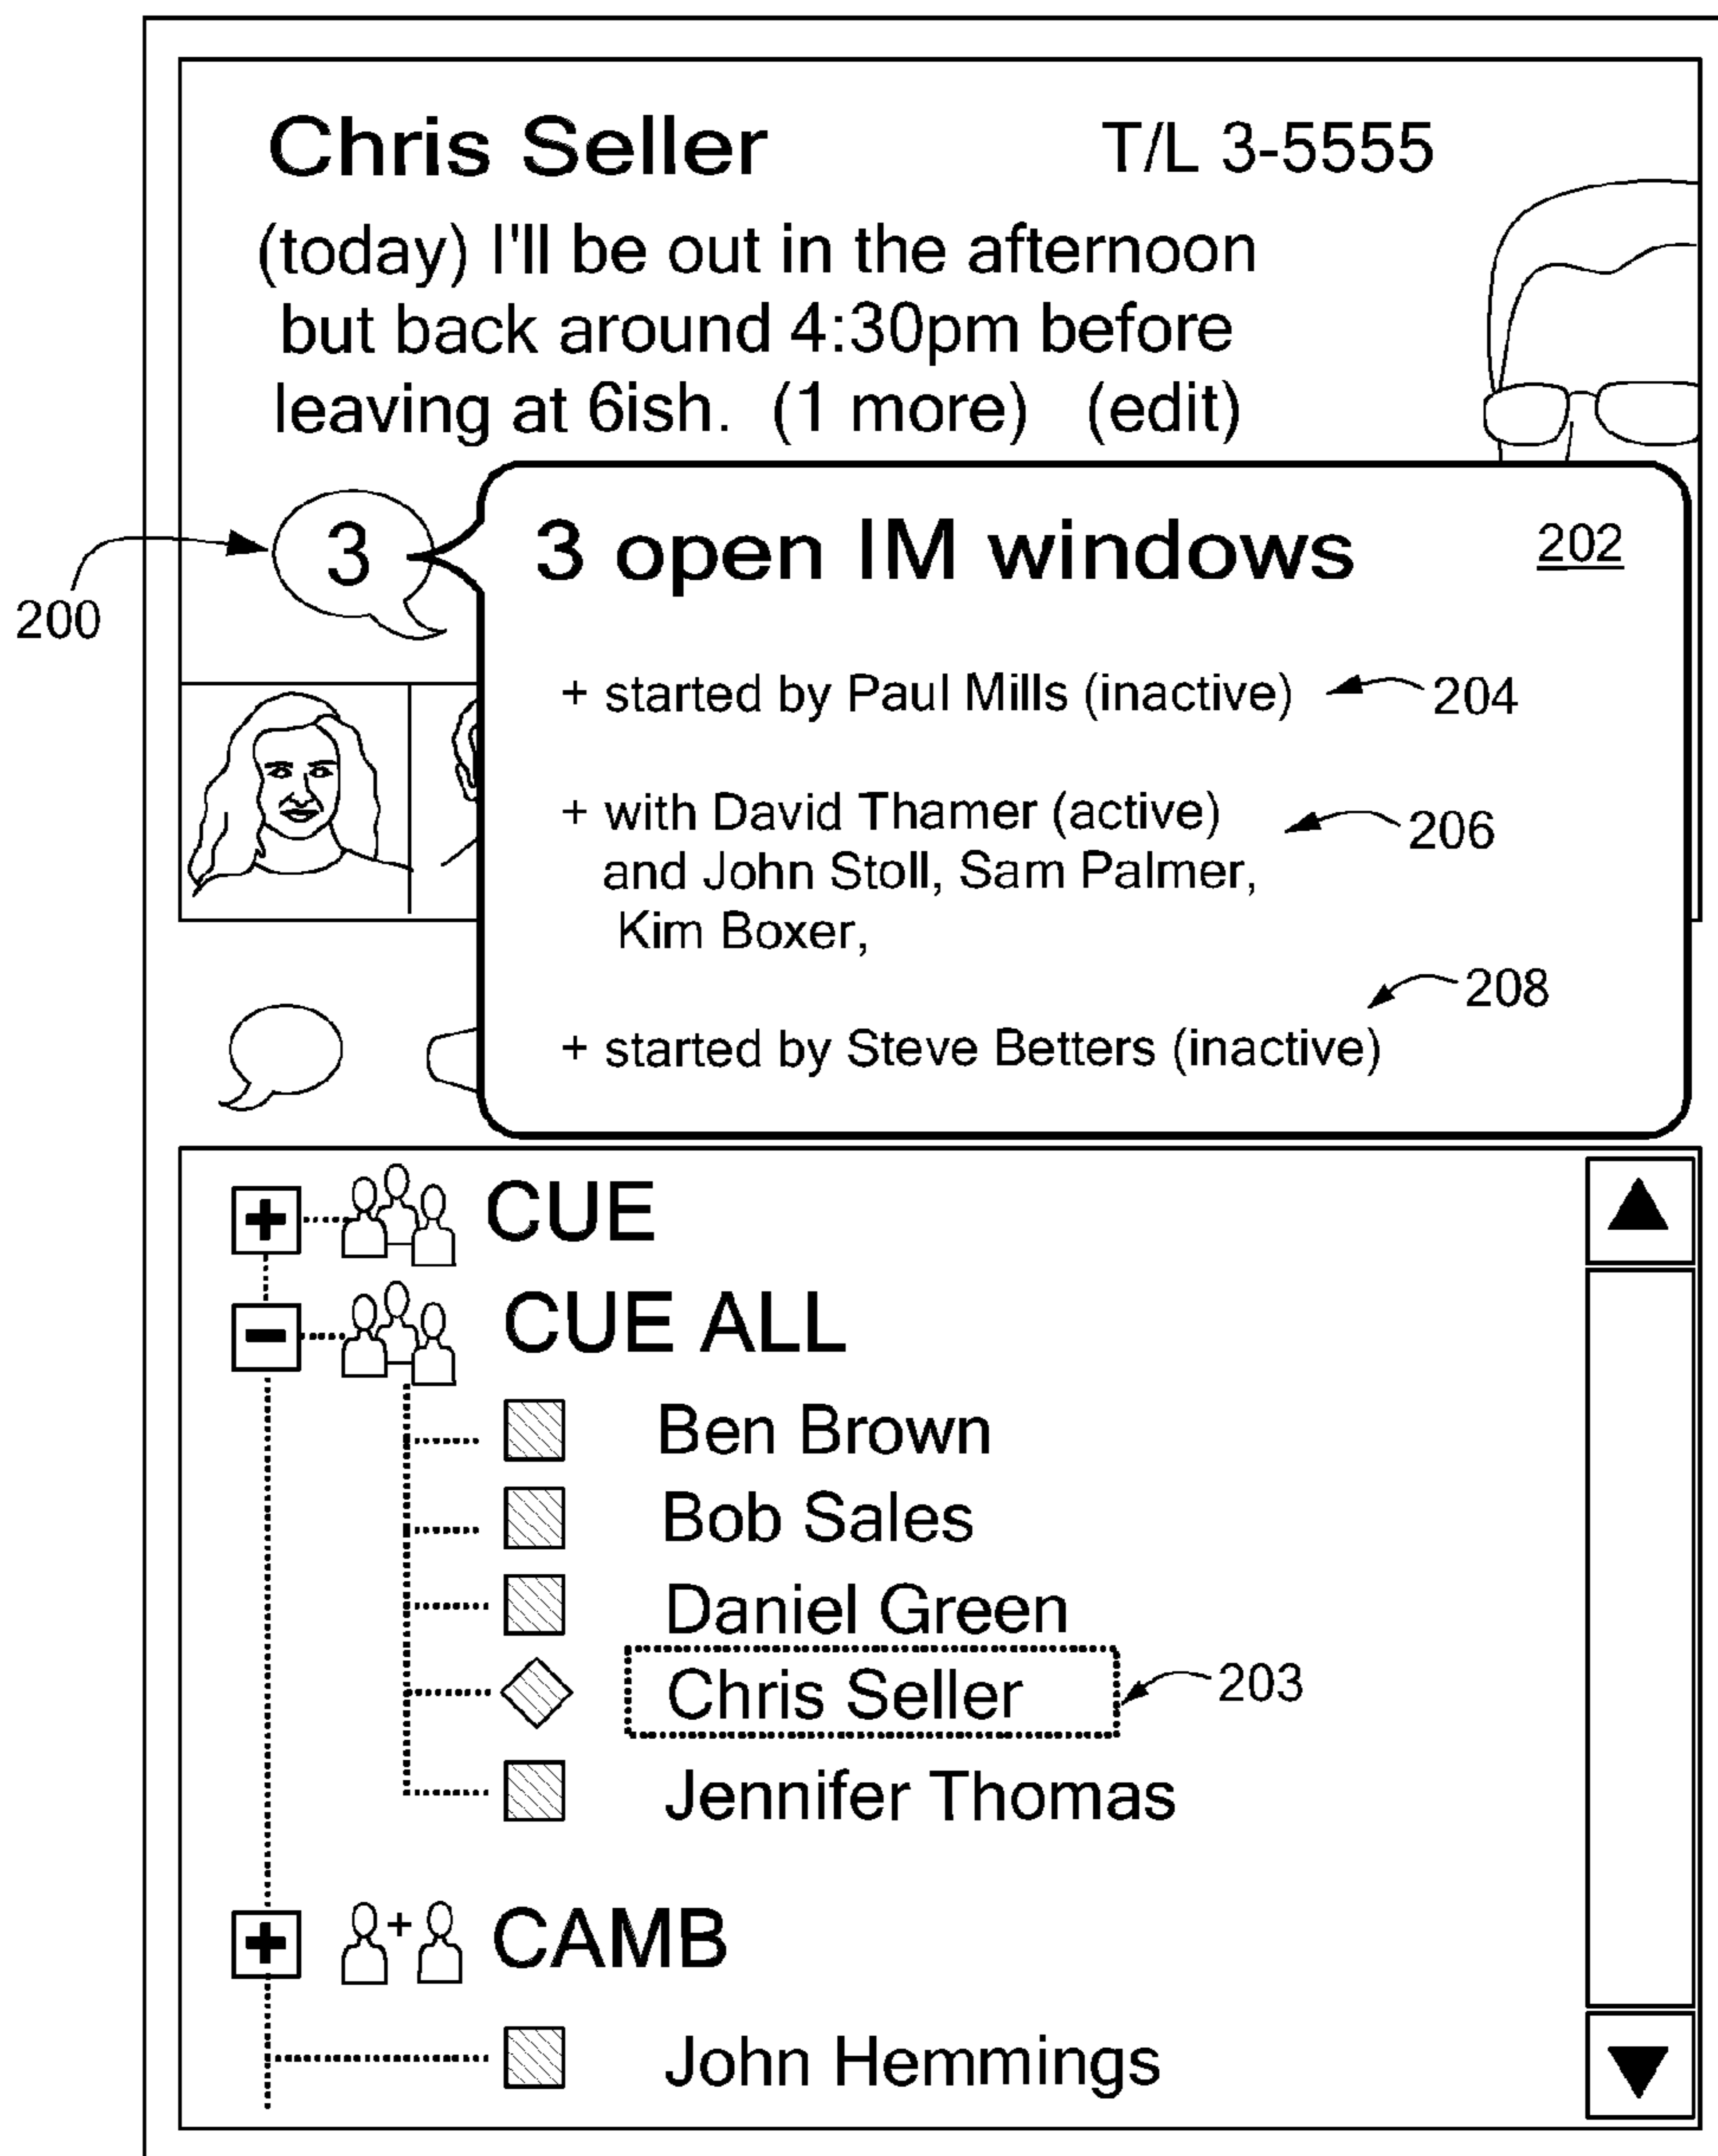 Chris Seller T/L 3-5555
(today) I'll be out in the afternoon
but back around 4:30pm before
leaving at 6ish. (1 more) (edit)
200
3
3 open IM windows 202
+ started by Paul Mills (inactive) 204
+ with David Thamer (active) 206
and John Stoll, Sam Palmer,
Kim Boxer,
208
+ started by Steve Betters (inactive)
CUE
CUE ALL
Ben Brown
Bob Sales
Daniel Green
Chris Seller 203
Jennifer Thomas
+ CAMB
John Hemmings